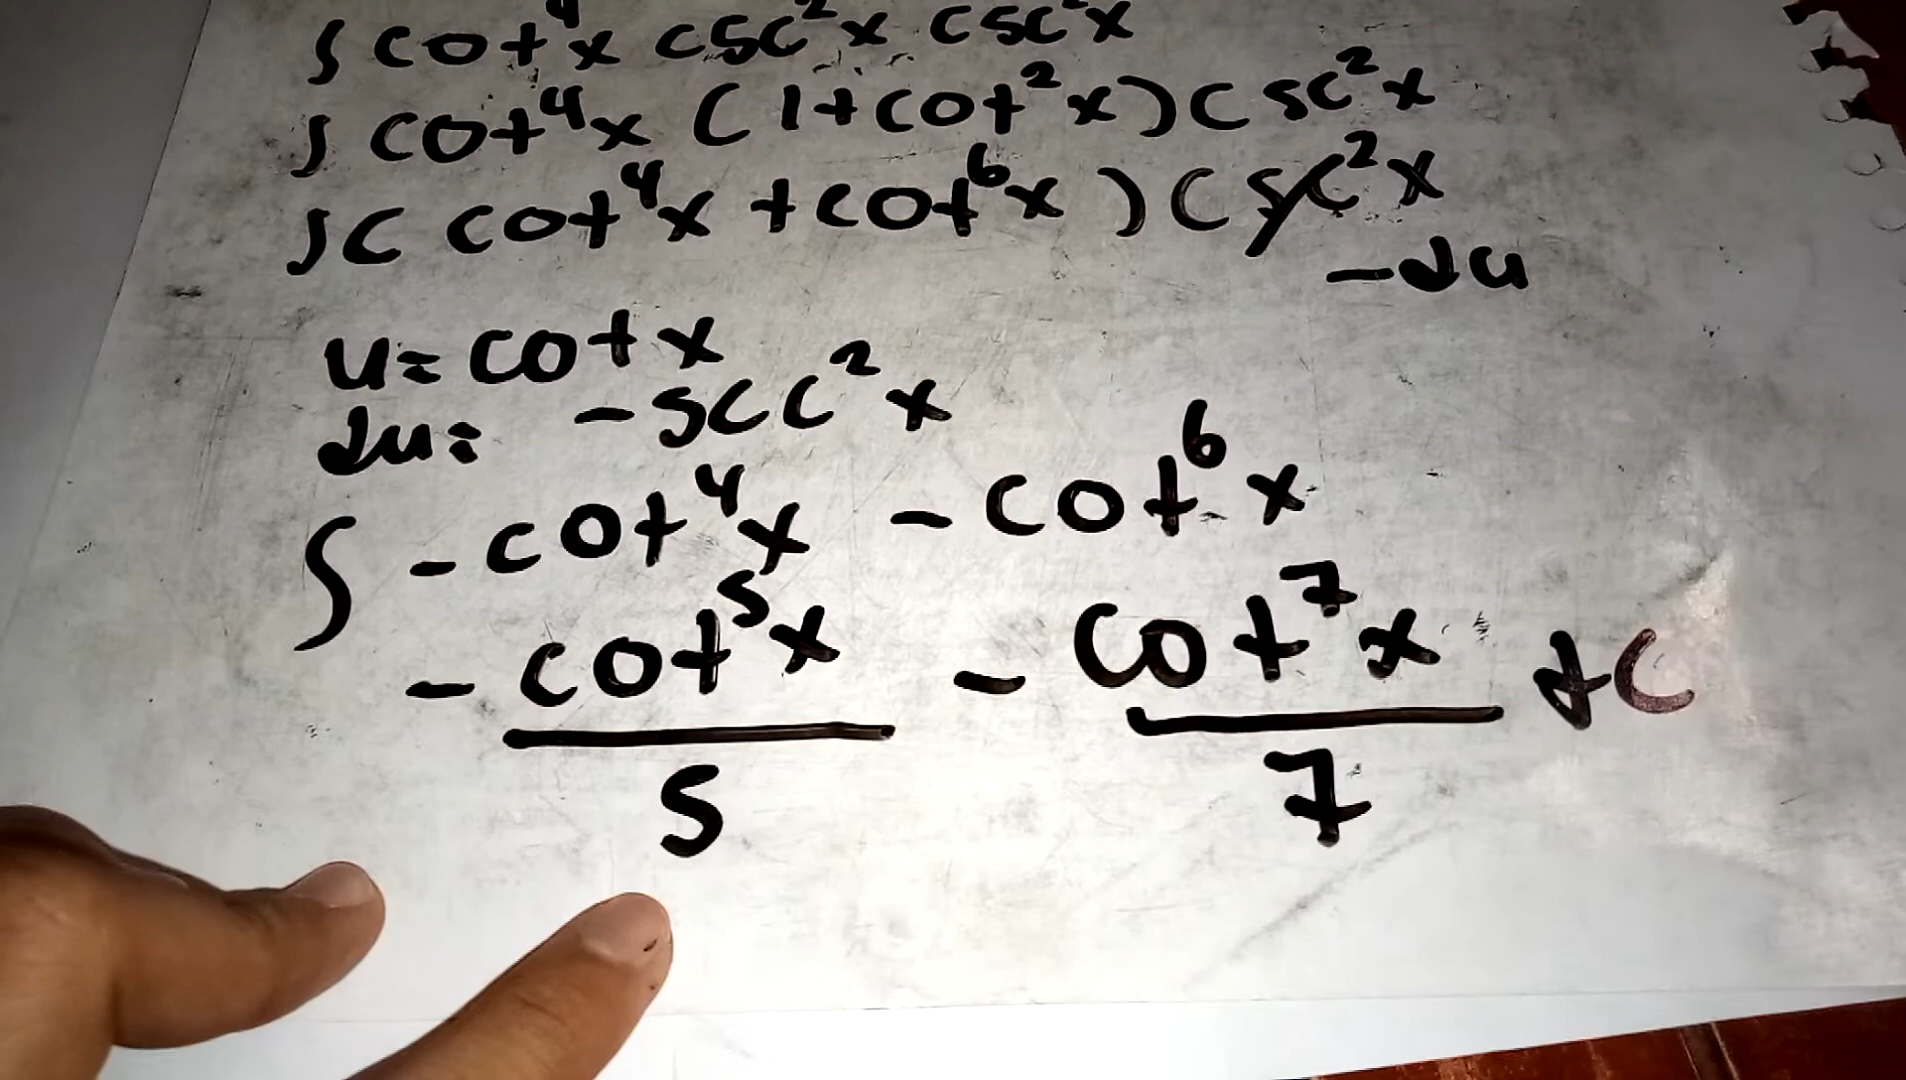 ∫ cot⁴x csc²x csc²x
∫ cot⁴x (1+cot²x) csc²x
∫( cot⁴x +cot⁶x ) csc²x
-du
u= cotx
du= -scc²x
∫ -cot⁴x -cot⁶x
-cot⁵x - cot⁷x +C
5 7